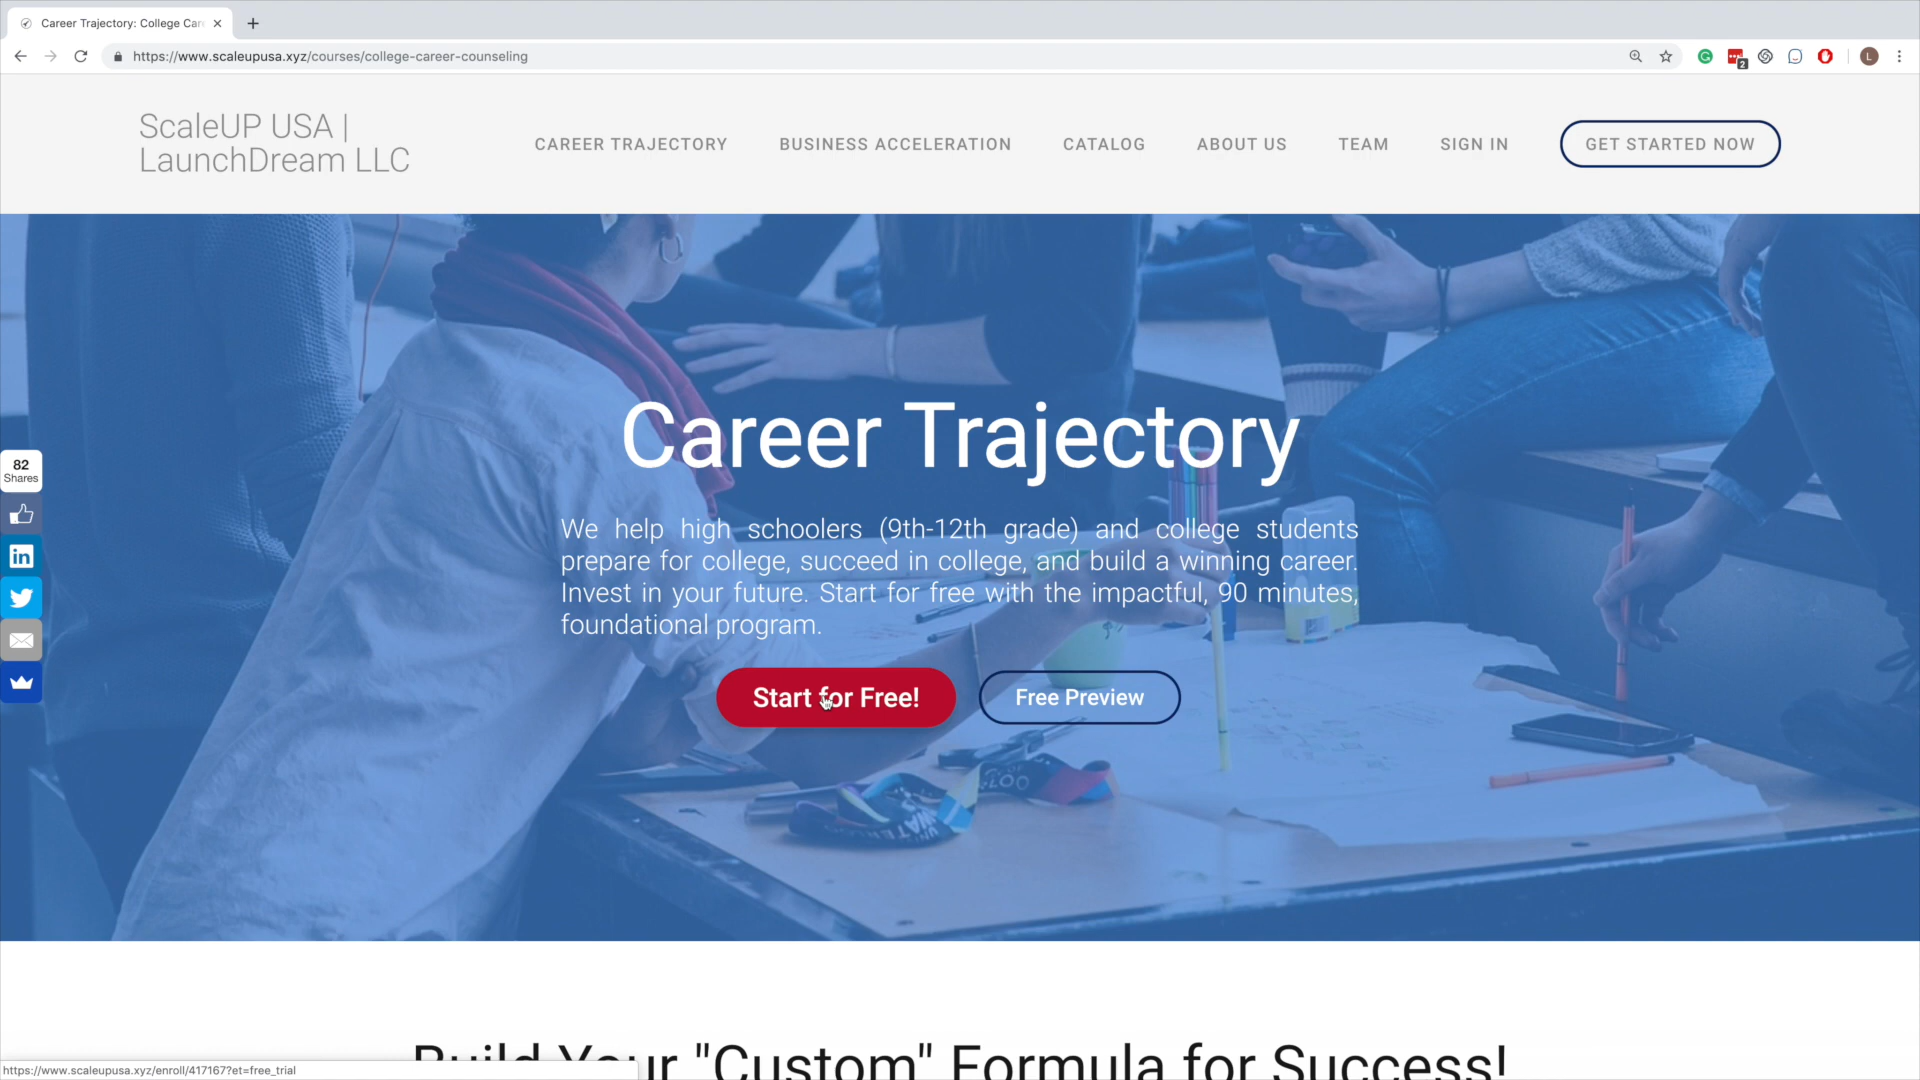 Career Trajectory: College Car
https://www.scaleupusa.xyz/courses/college-career-counseling
2
L
ScaleUP USA |
LaunchDream LLC
CAREER TRAJECTORY
BUSINESS ACCELERATION
CATALOG
ABOUT US
TEAM
SIGN IN
GET STARTED NOW
Career Trajectory
We help high schoolers (9th-12th grade) and college students
prepare for college, succeed in college, and build a winning career.
Invest in your future. Start for free with the impactful, 90 minutes,
foundational program.
82
Shares
in
Start for Free!
Free Preview
Build Your "Custom" Formula for Success!
https://www.scaleupusa.xyz/enroll/417167?et=free_trial